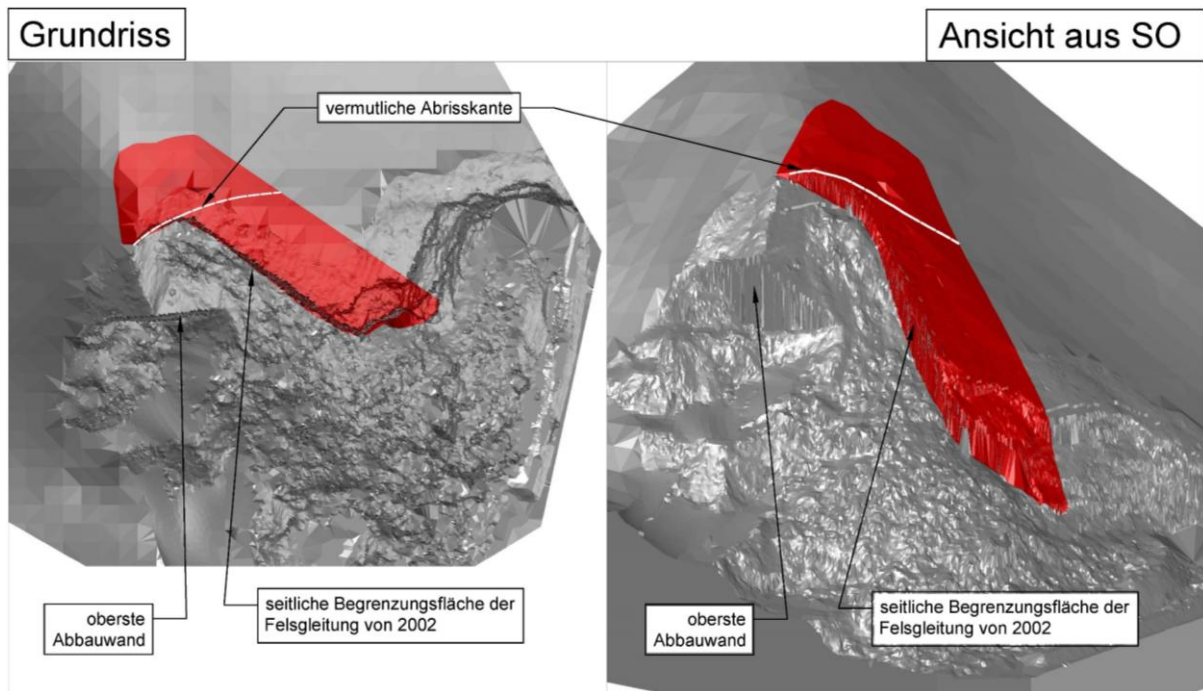 Grundriss
Ansicht aus SO
vermutliche Abrisskante
oberste
Abbauwand
seitliche Begrenzungsfläche der
Felsgleitung von 2002
oberste
Abbauwand
seitliche Begrenzungsfläche der
Felsgleitung von 2002